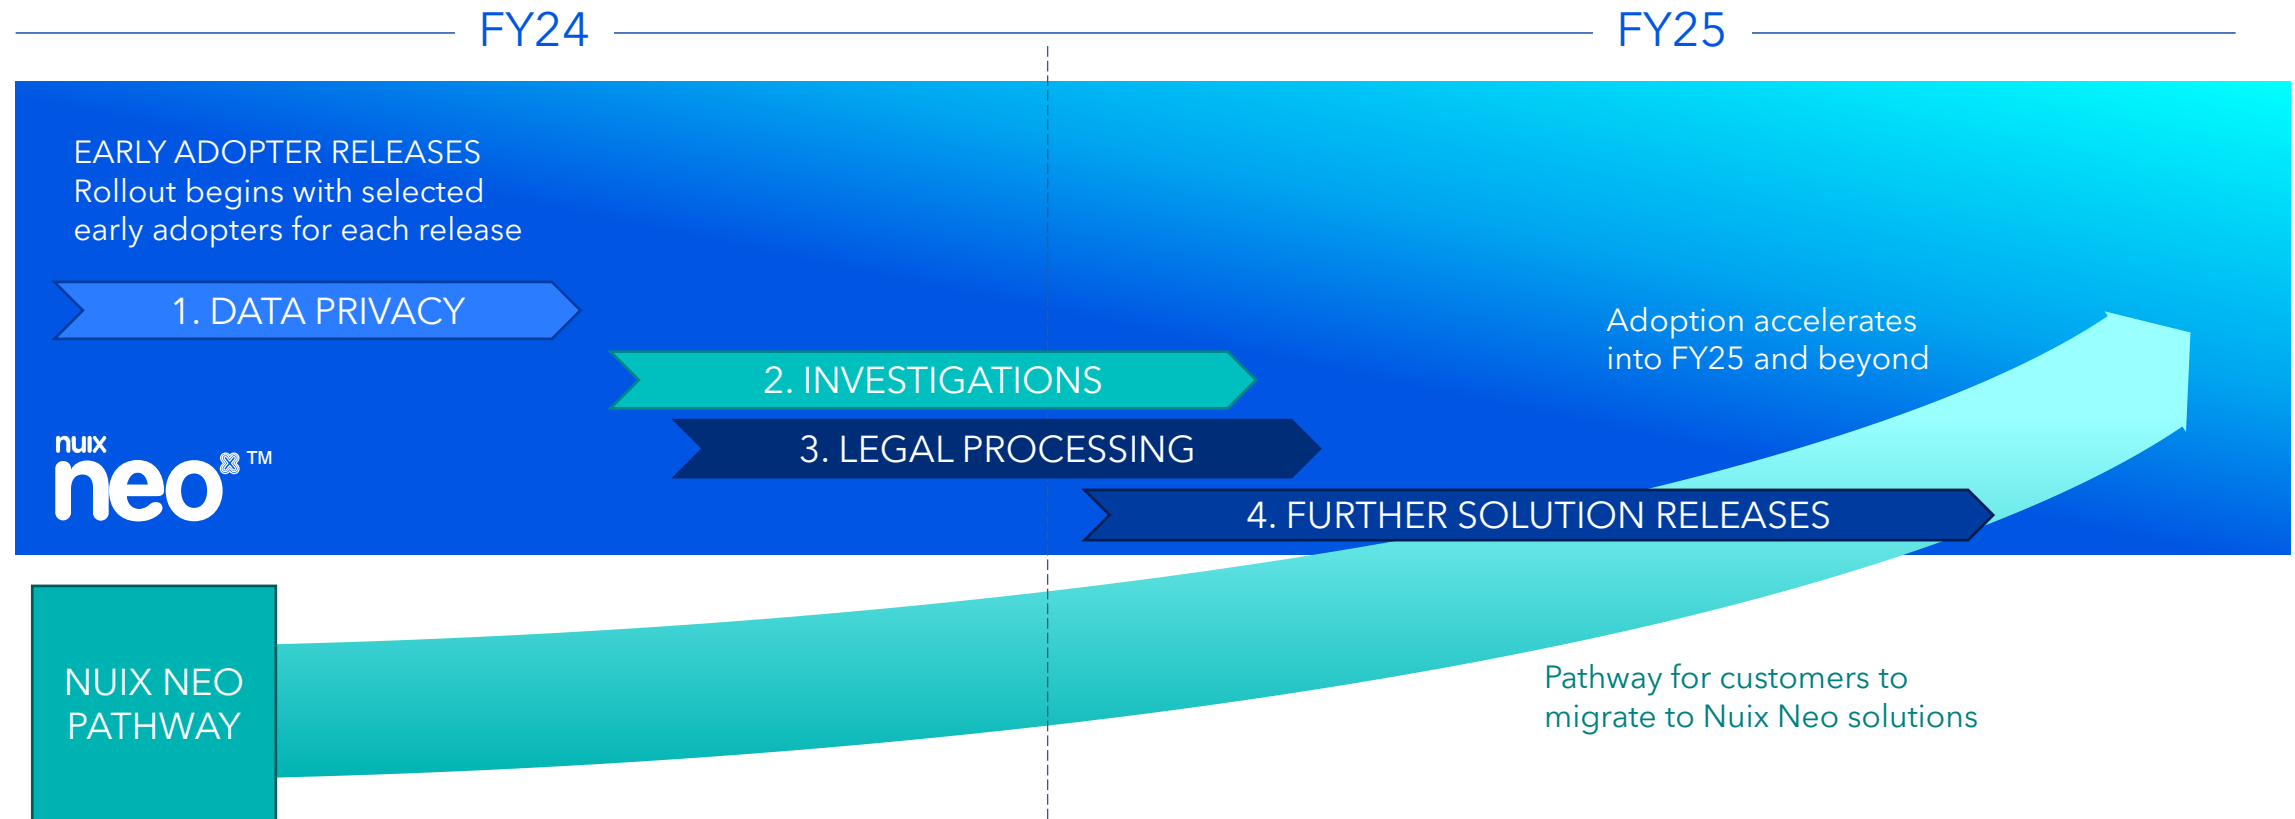 FY24
FY25
EARLY ADOPTER RELEASES
Rollout begins with selected
early adopters for each release
1. DATA PRIVACY
2. INVESTIGATIONS
3. LEGAL PROCESSING
4. FURTHER SOLUTION RELEASES
Adoption accelerates
into FY25 and beyond
nuix
neo ™
NUIX NEO
PATHWAY
Pathway for customers to
migrate to Nuix Neo solutions